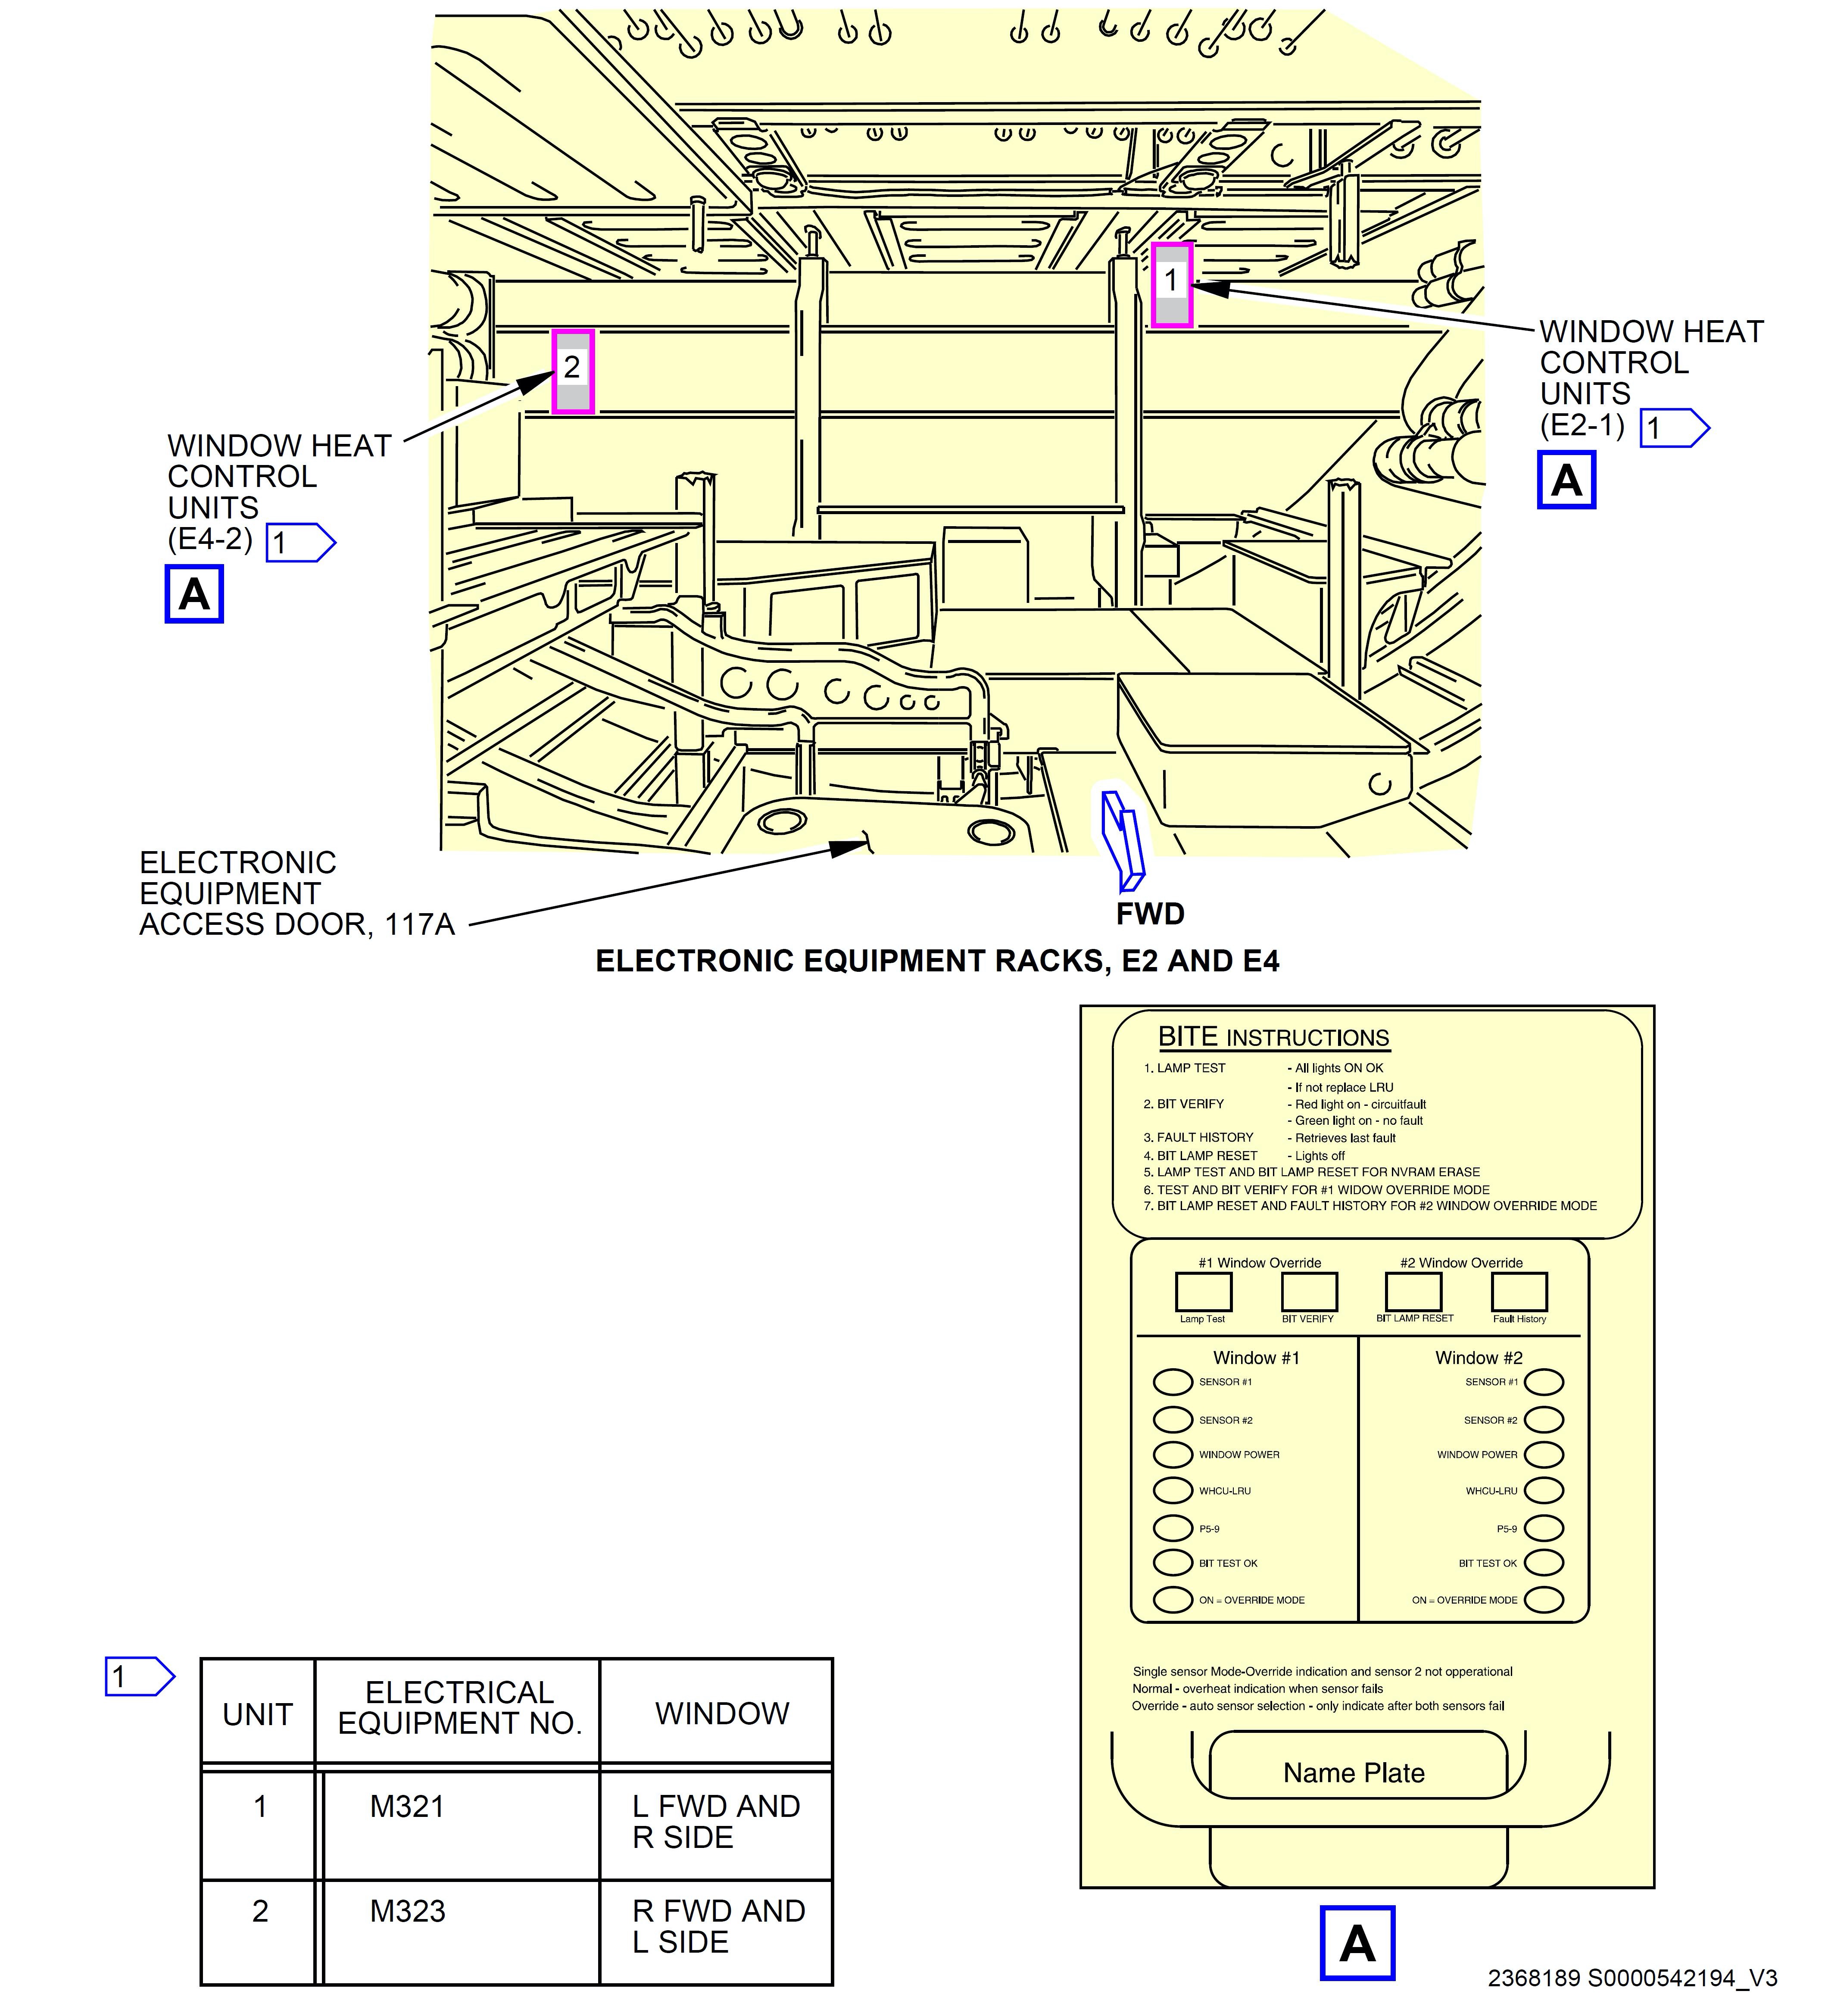 1
2
WINDOW HEAT
CONTROL
UNITS
(E2-1) 1
A
WINDOW HEAT
CONTROL
UNITS
(E4-2) 1
A
ELECTRONIC
EQUIPMENT
ACCESS DOOR, 117A
FWD
ELECTRONIC EQUIPMENT RACKS, E2 AND E4
BITE INSTRUCTIONS
1. LAMP TEST - All lights ON OK
- If not replace LRU
2. BIT VERIFY - Red light on - circuitfault
- Green light on - no fault
3. FAULT HISTORY - Retrieves last fault
4. BIT LAMP RESET - Lights off
5. LAMP TEST AND BIT LAMP RESET FOR NVRAM ERASE
6. TEST AND BIT VERIFY FOR #1 WIDOW OVERRIDE MODE
7. BIT LAMP RESET AND FAULT HISTORY FOR #2 WINDOW OVERRIDE MODE
#1 Window Override #2 Window Override
Lamp Test BIT VERIFY BIT LAMP RESET Fault History
Window #1 Window #2
SENSOR #1 SENSOR #1
SENSOR #2 SENSOR #2
WINDOW POWER WINDOW POWER
WHCU-LRU WHCU-LRU
P5-9 P5-9
BIT TEST OK BIT TEST OK
ON = OVERRIDE MODE ON = OVERRIDE MODE
Single sensor Mode-Override indication and sensor 2 not opperational
Normal - overheat indication when sensor fails
Override - auto sensor selection - only indicate after both sensors fail
Name Plate
A
1
UNIT ELECTRICAL EQUIPMENT NO. WINDOW
1 M321 L FWD AND
R SIDE
2 M323 R FWD AND
L SIDE
2368189 S0000542194_V3